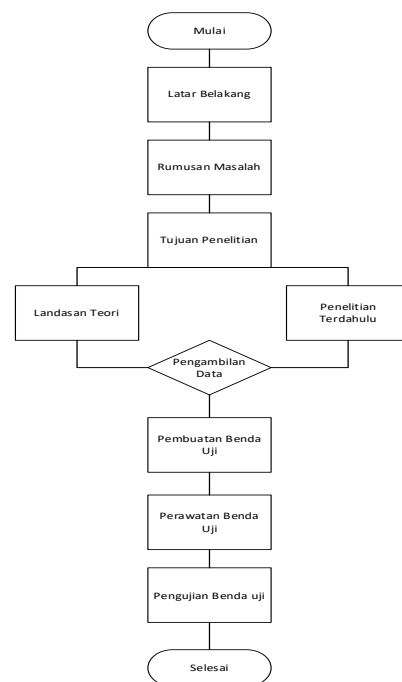 Mulai
Latar Belakang
Rumusan Masalah
Tujuan Penelitian
Landasan Teori
Penelitian
Terdahulu
Pengambilan
Data
Pembuatan Benda
Uji
Perawatan Benda
Uji
Pengujian Benda uji
Selesai